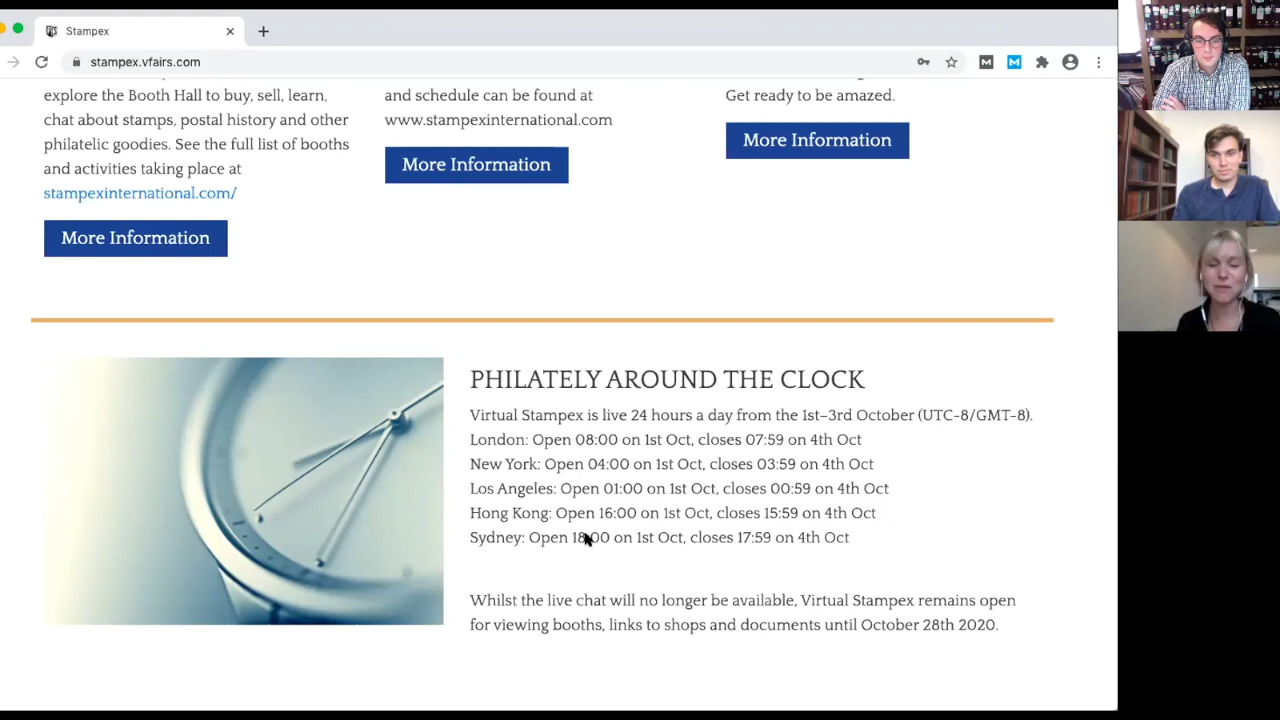 Stampex
stampex.vfairs.com
explore the Booth Hall to buy, sell, learn,
chat about stamps, postal history and other
philatelic goodies. See the full list of booths
and activities taking place at
stampexinternational.com/
More Information
and schedule can be found at
www.stampexinternational.com
More Information
Get ready to be amazed.
More Information
PHILATELY AROUND THE CLOCK
Virtual Stampex is live 24 hours a day from the 1st–3rd October (UTC-8/GMT-8).
London: Open 08:00 on 1st Oct, closes 07:59 on 4th Oct
New York: Open 04:00 on 1st Oct, closes 03:59 on 4th Oct
Los Angeles: Open 01:00 on 1st Oct, closes 00:59 on 4th Oct
Hong Kong: Open 16:00 on 1st Oct, closes 15:59 on 4th Oct
Sydney: Open 18:00 on 1st Oct, closes 17:59 on 4th Oct
Whilst the live chat will no longer be available, Virtual Stampex remains open
for viewing booths, links to shops and documents until October 28th 2020.